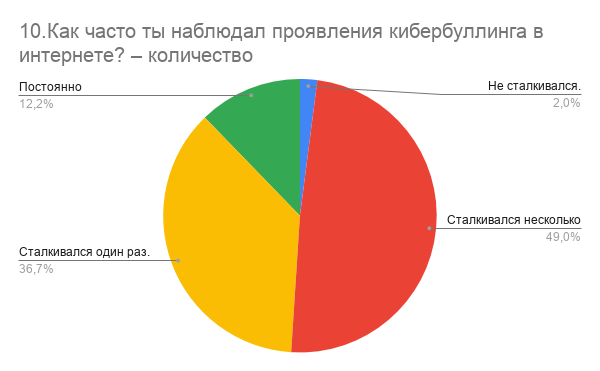 10.Как часто ты наблюдал проявления кибербуллинга в
интернете? – количество
Постоянно
12,2%
Не сталкивался.
2,0%
Сталкивался несколько
49,0%
Сталкивался один раз.
36,7%